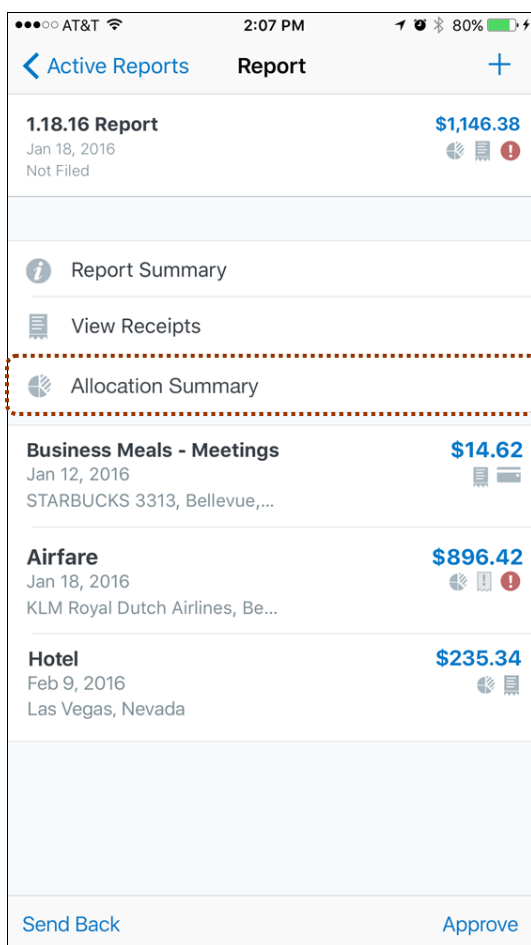 AT&T 2:07 PM 80%
Active Reports Report +
1.18.16 Report $1,146.38
Jan 18, 2016
Not Filed
Report Summary
View Receipts
Allocation Summary
Business Meals - Meetings $14.62
Jan 12, 2016
STARBUCKS 3313, Bellevue,...
Airfare $896.42
Jan 18, 2016
KLM Royal Dutch Airlines, Be...
Hotel $235.34
Feb 9, 2016
Las Vegas, Nevada
Send Back Approve